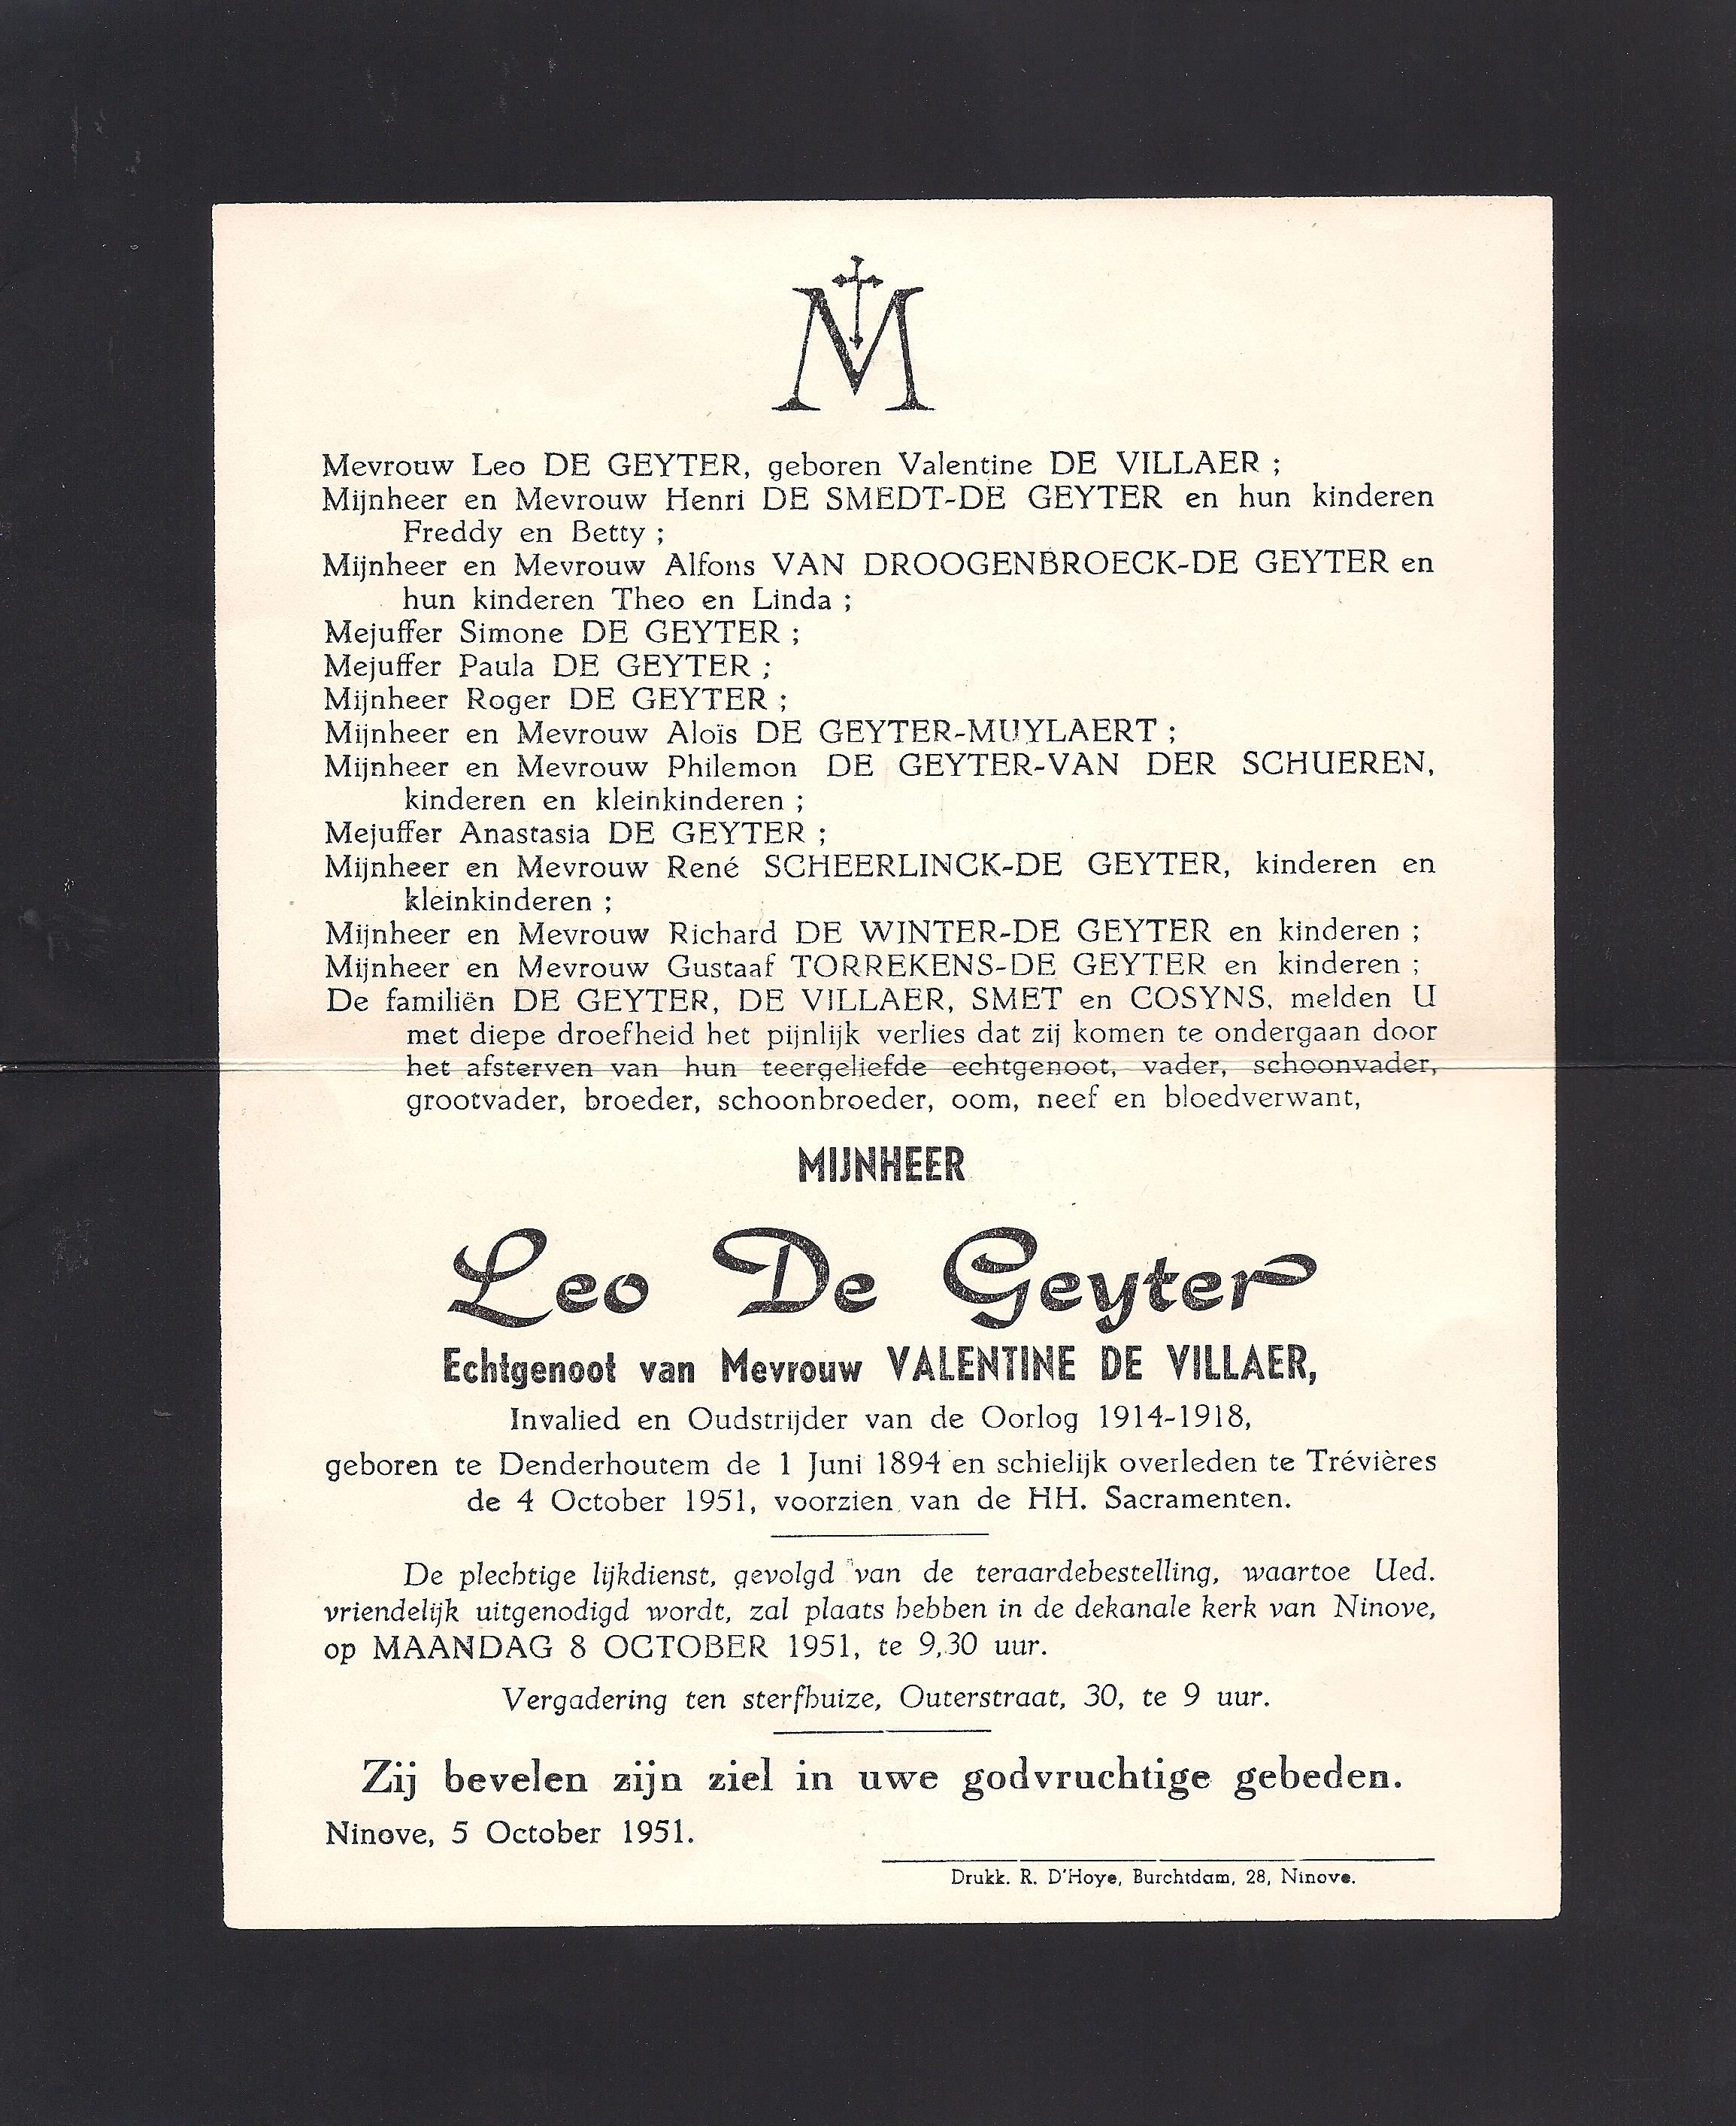 M
Mevrouw Leo DE GEYTER, geboren Valentine DE VILLAER ;
Mijnheer en Mevrouw Henri DE SMEDT-DE GEYTER en hun kinderen
Freddy en Betty ;
Mijnheer en Mevrouw Alfons VAN DROOGENBROECK-DE GEYTER en
hun kinderen Theo en Linda ;
Mejuffer Simone DE GEYTER ;
Mejuffer Paula DE GEYTER ;
Mijnheer Roger DE GEYTER ;
Mijnheer en Mevrouw Aloïs DE GEYTER-MUYLAERT ;
Mijnheer en Mevrouw Philemon DE GEYTER-VAN DER SCHUEREN,
kinderen en kleinkinderen ;
Mejuffer Anastasia DE GEYTER ;
Mijnheer en Mevrouw René SCHEERLINCK-DE GEYTER, kinderen en
kleinkinderen ;
Mijnheer en Mevrouw Richard DE WINTER-DE GEYTER en kinderen ;
Mijnheer en Mevrouw Gustaaf TORREKENS-DE GEYTER en kinderen ;
De familiën DE GEYTER, DE VILLAER, SMET en COSYNS, melden U
met diepe droefheid het pijnlijk verlies dat zij komen te ondergaan door
het afsterven van hun teergeliefde echtgenoot, vader, schoonvader,
grootvader, broeder, schoonbroeder, oom, neef en bloedverwant,
MIJNHEER
Leo De Geyter
Echtgenoot van Mevrouw VALENTINE DE VILLAER,
Invalied en Oudstrijder van de Oorlog 1914-1918,
geboren te Denderhoutem de 1 Juni 1894 en schielijk overleden te Trévières
de 4 October 1951, voorzien van de HH. Sacramenten.
De plechtige lijkdienst, gevolgd van de teraardebestelling, waartoe Ued.
vriendelijk uitgenodigd wordt, zal plaats hebben in de dekanale kerk van Ninove,
op MAANDAG 8 OCTOBER 1951, te 9,30 uur.
Vergadering ten sterfhuize, Outerstraat, 30, te 9 uur.
Zij bevelen zijn ziel in uwe godvruchtige gebeden.
Ninove, 5 October 1951.
Drukk. R. D'Hoye, Burchtdam, 28, Ninove.